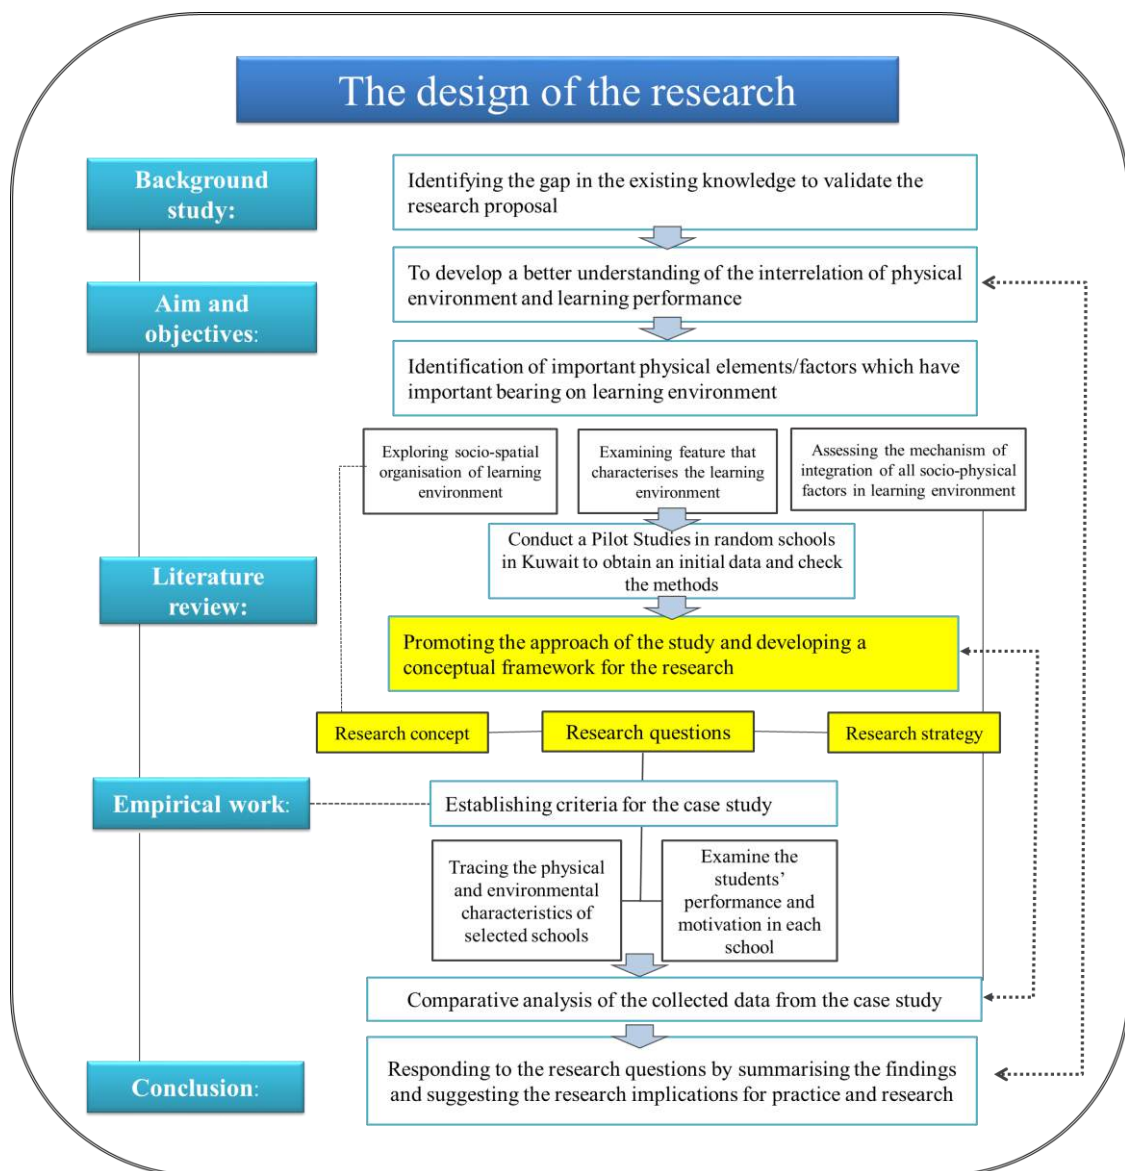 The design of the research
Background
study:
Identifying the gap in the existing knowledge to validate the
research proposal
To develop a better understanding of the interrelation of physical
environment and learning performance
Aim and
objectives:
Identification of important physical elements/factors which have
important bearing on learning environment
Exploring socio-spatial
organisation of learning
environment
Examining feature that
characterises the learning
environment
Assessing the mechanism of
integration of all socio-physical
factors in learning environment
Conduct a Pilot Studies in random schools
in Kuwait to obtain an initial data and check
the methods
Literature
review:
Promoting the approach of the study and developing a
conceptual framework for the research
Research concept
Research questions
Research strategy
Empirical work:
Establishing criteria for the case study
Tracing the physical
and environmental
characteristics of
selected schools
Examine the
students’
performance and
motivation in each
school
Comparative analysis of the collected data from the case study
Conclusion:
Responding to the research questions by summarising the findings
and suggesting the research implications for practice and research